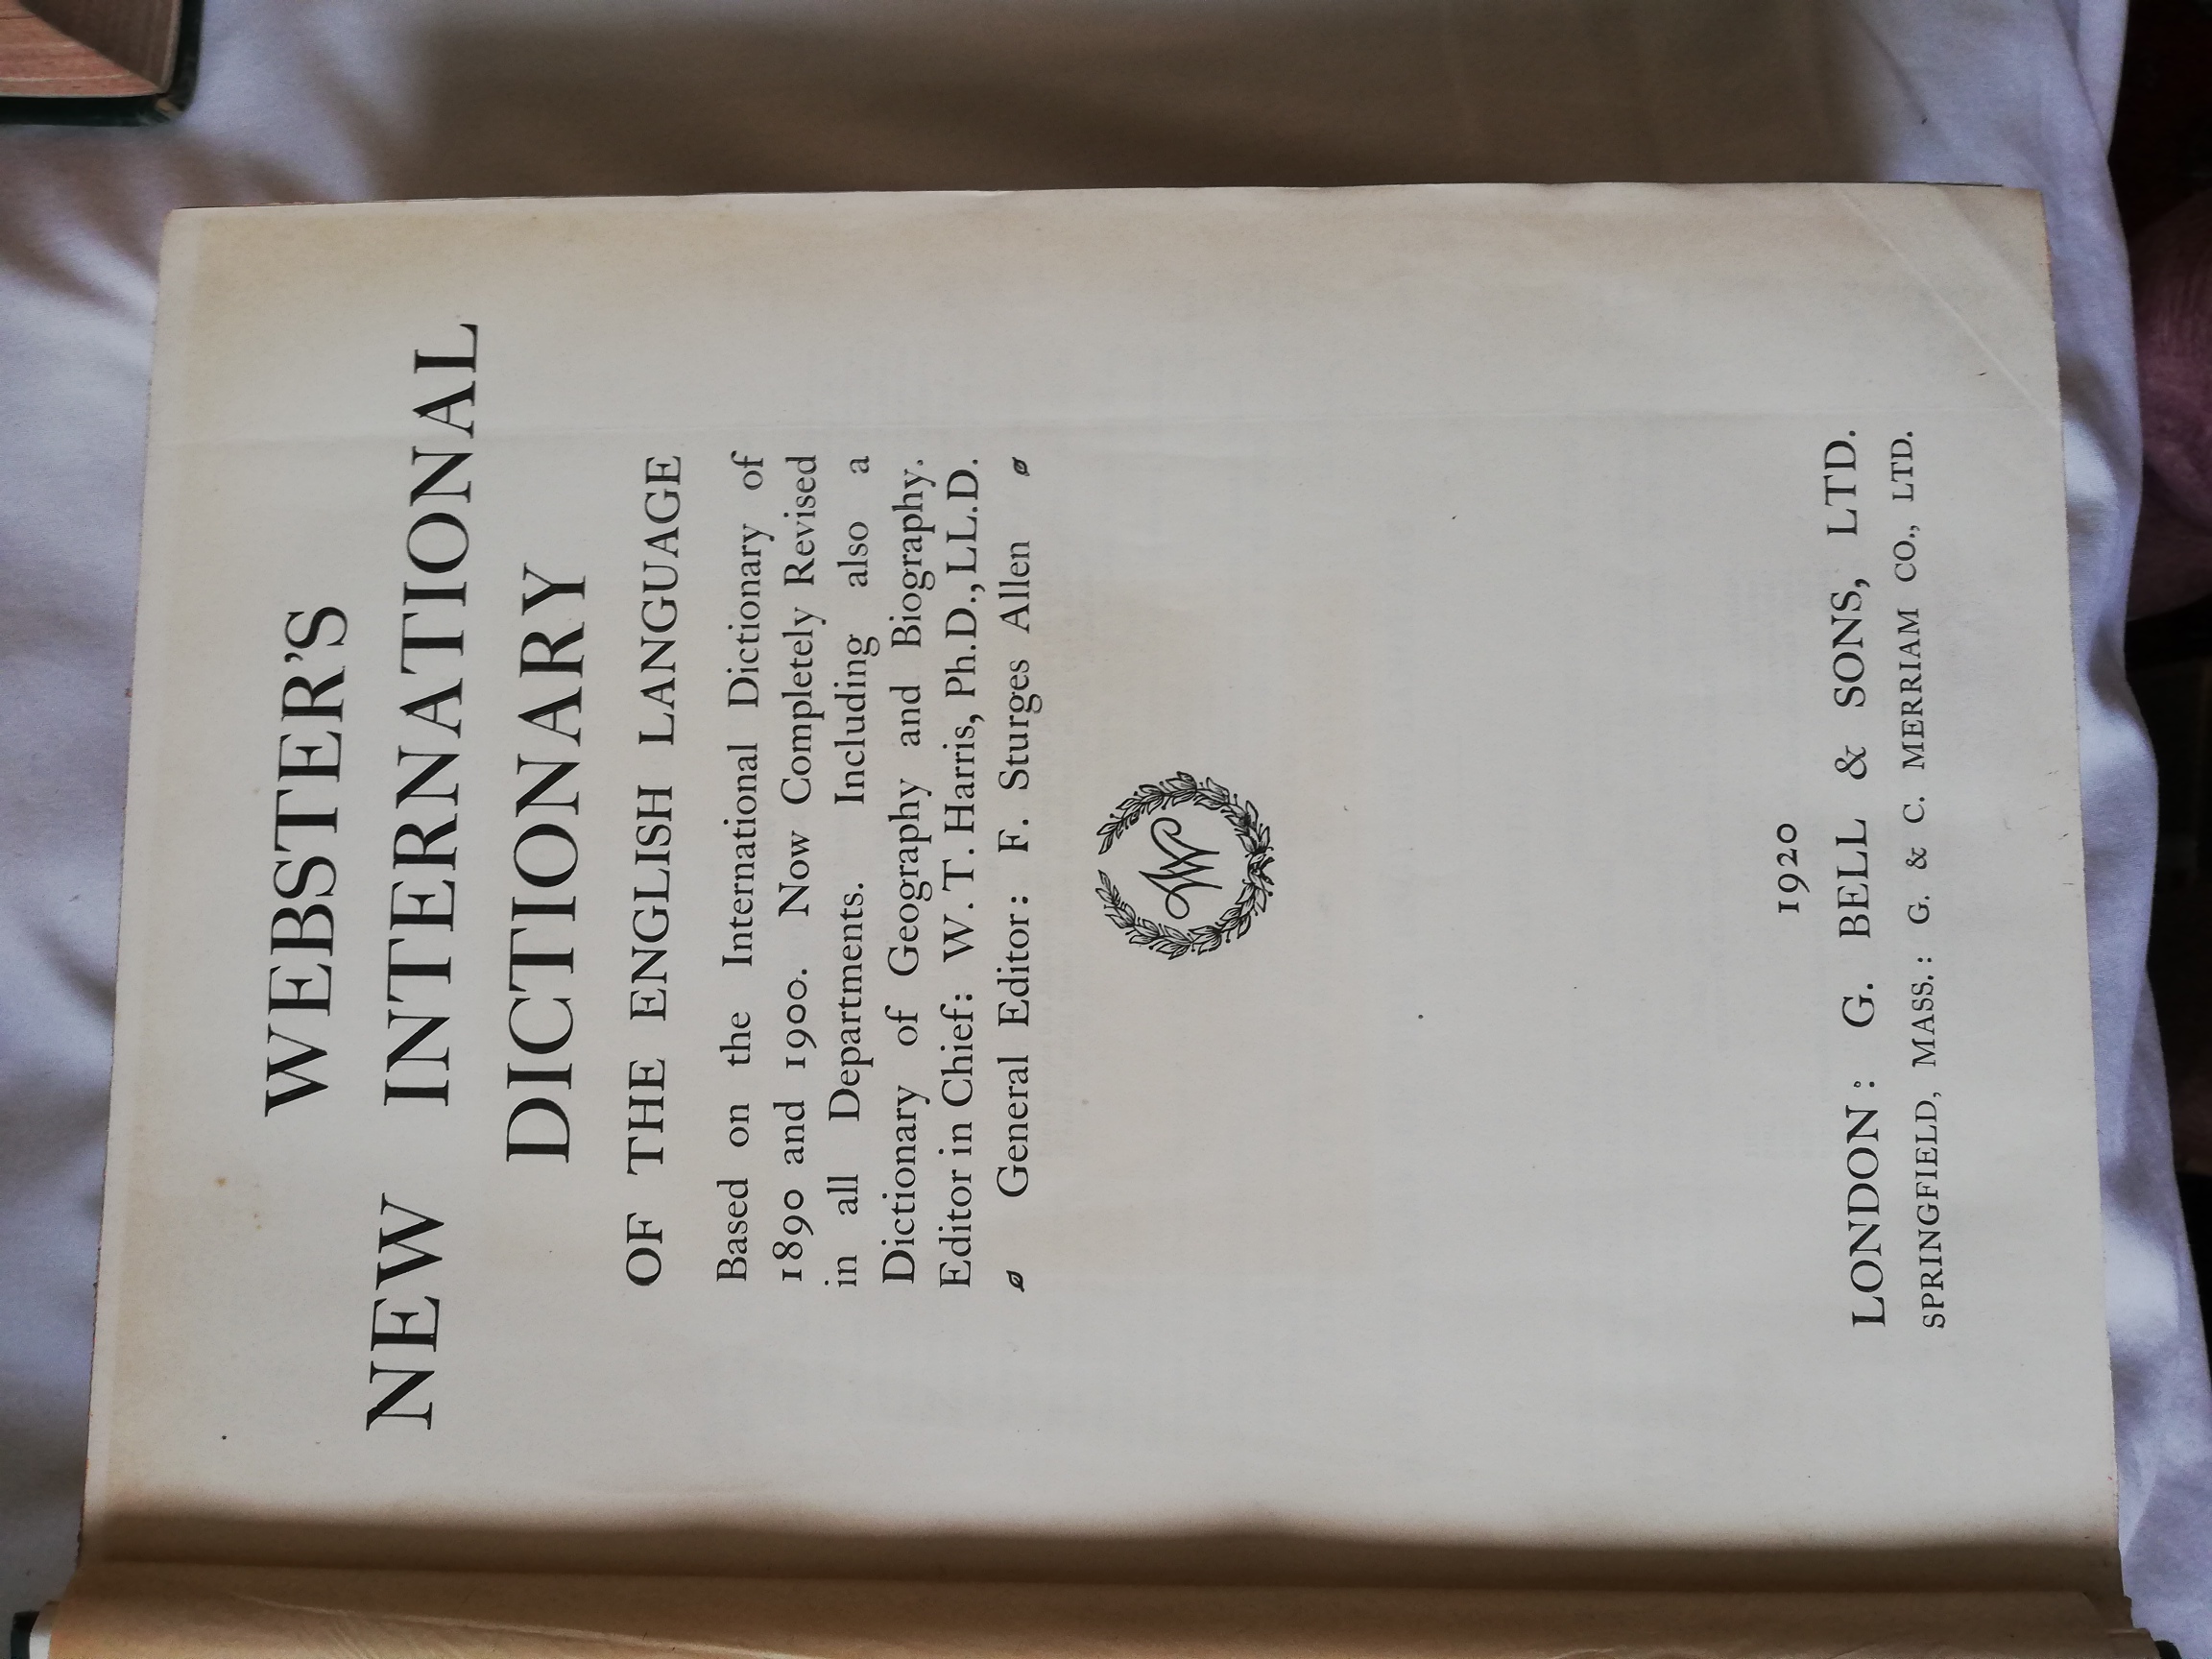 WEBSTER'S
NEW INTERNATIONAL
DICTIONARY
OF THE ENGLISH LANGUAGE
Based on the International Dictionary of
1890 and 1900. Now Completely Revised
in all Departments. Including also a
Dictionary of Geography and Biography.
Editor in Chief: W. T. Harris, Ph.D., LL.D.
General Editor: F. Sturges Allen
W
1920
LONDON: G. BELL & SONS, LTD.
SPRINGFIELD, MASS.: G. & C. MERRIAM CO., LTD.